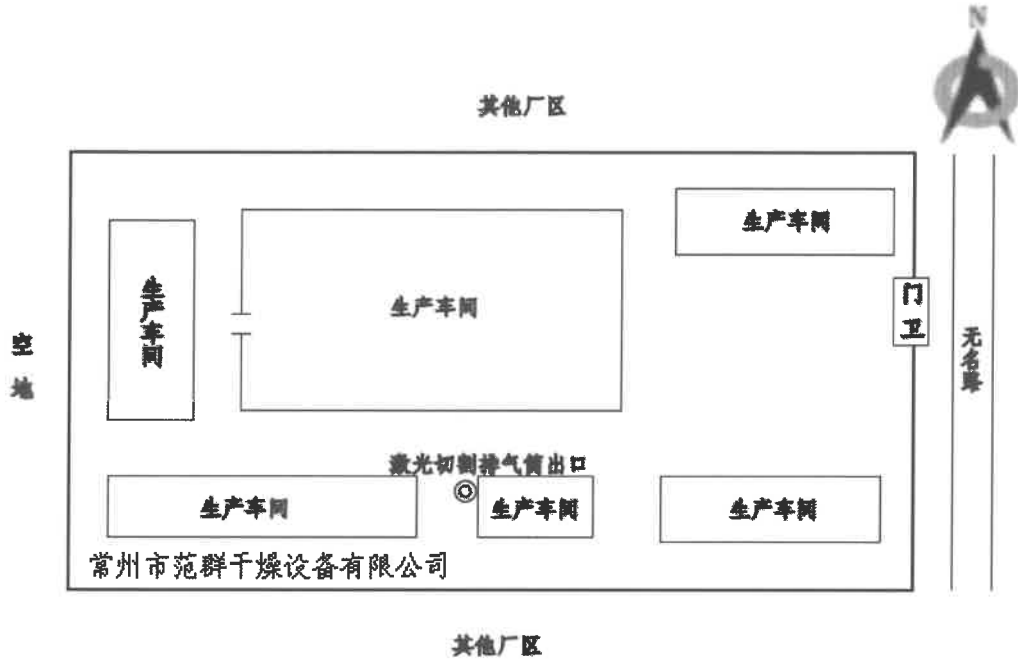 N
其他厂区
生产车间
生产车间
生产车间
门卫
空地
无名路
激光切割排气筒出口
生产车间
生产车间
生产车间
常州市范群干燥设备有限公司
其他厂区